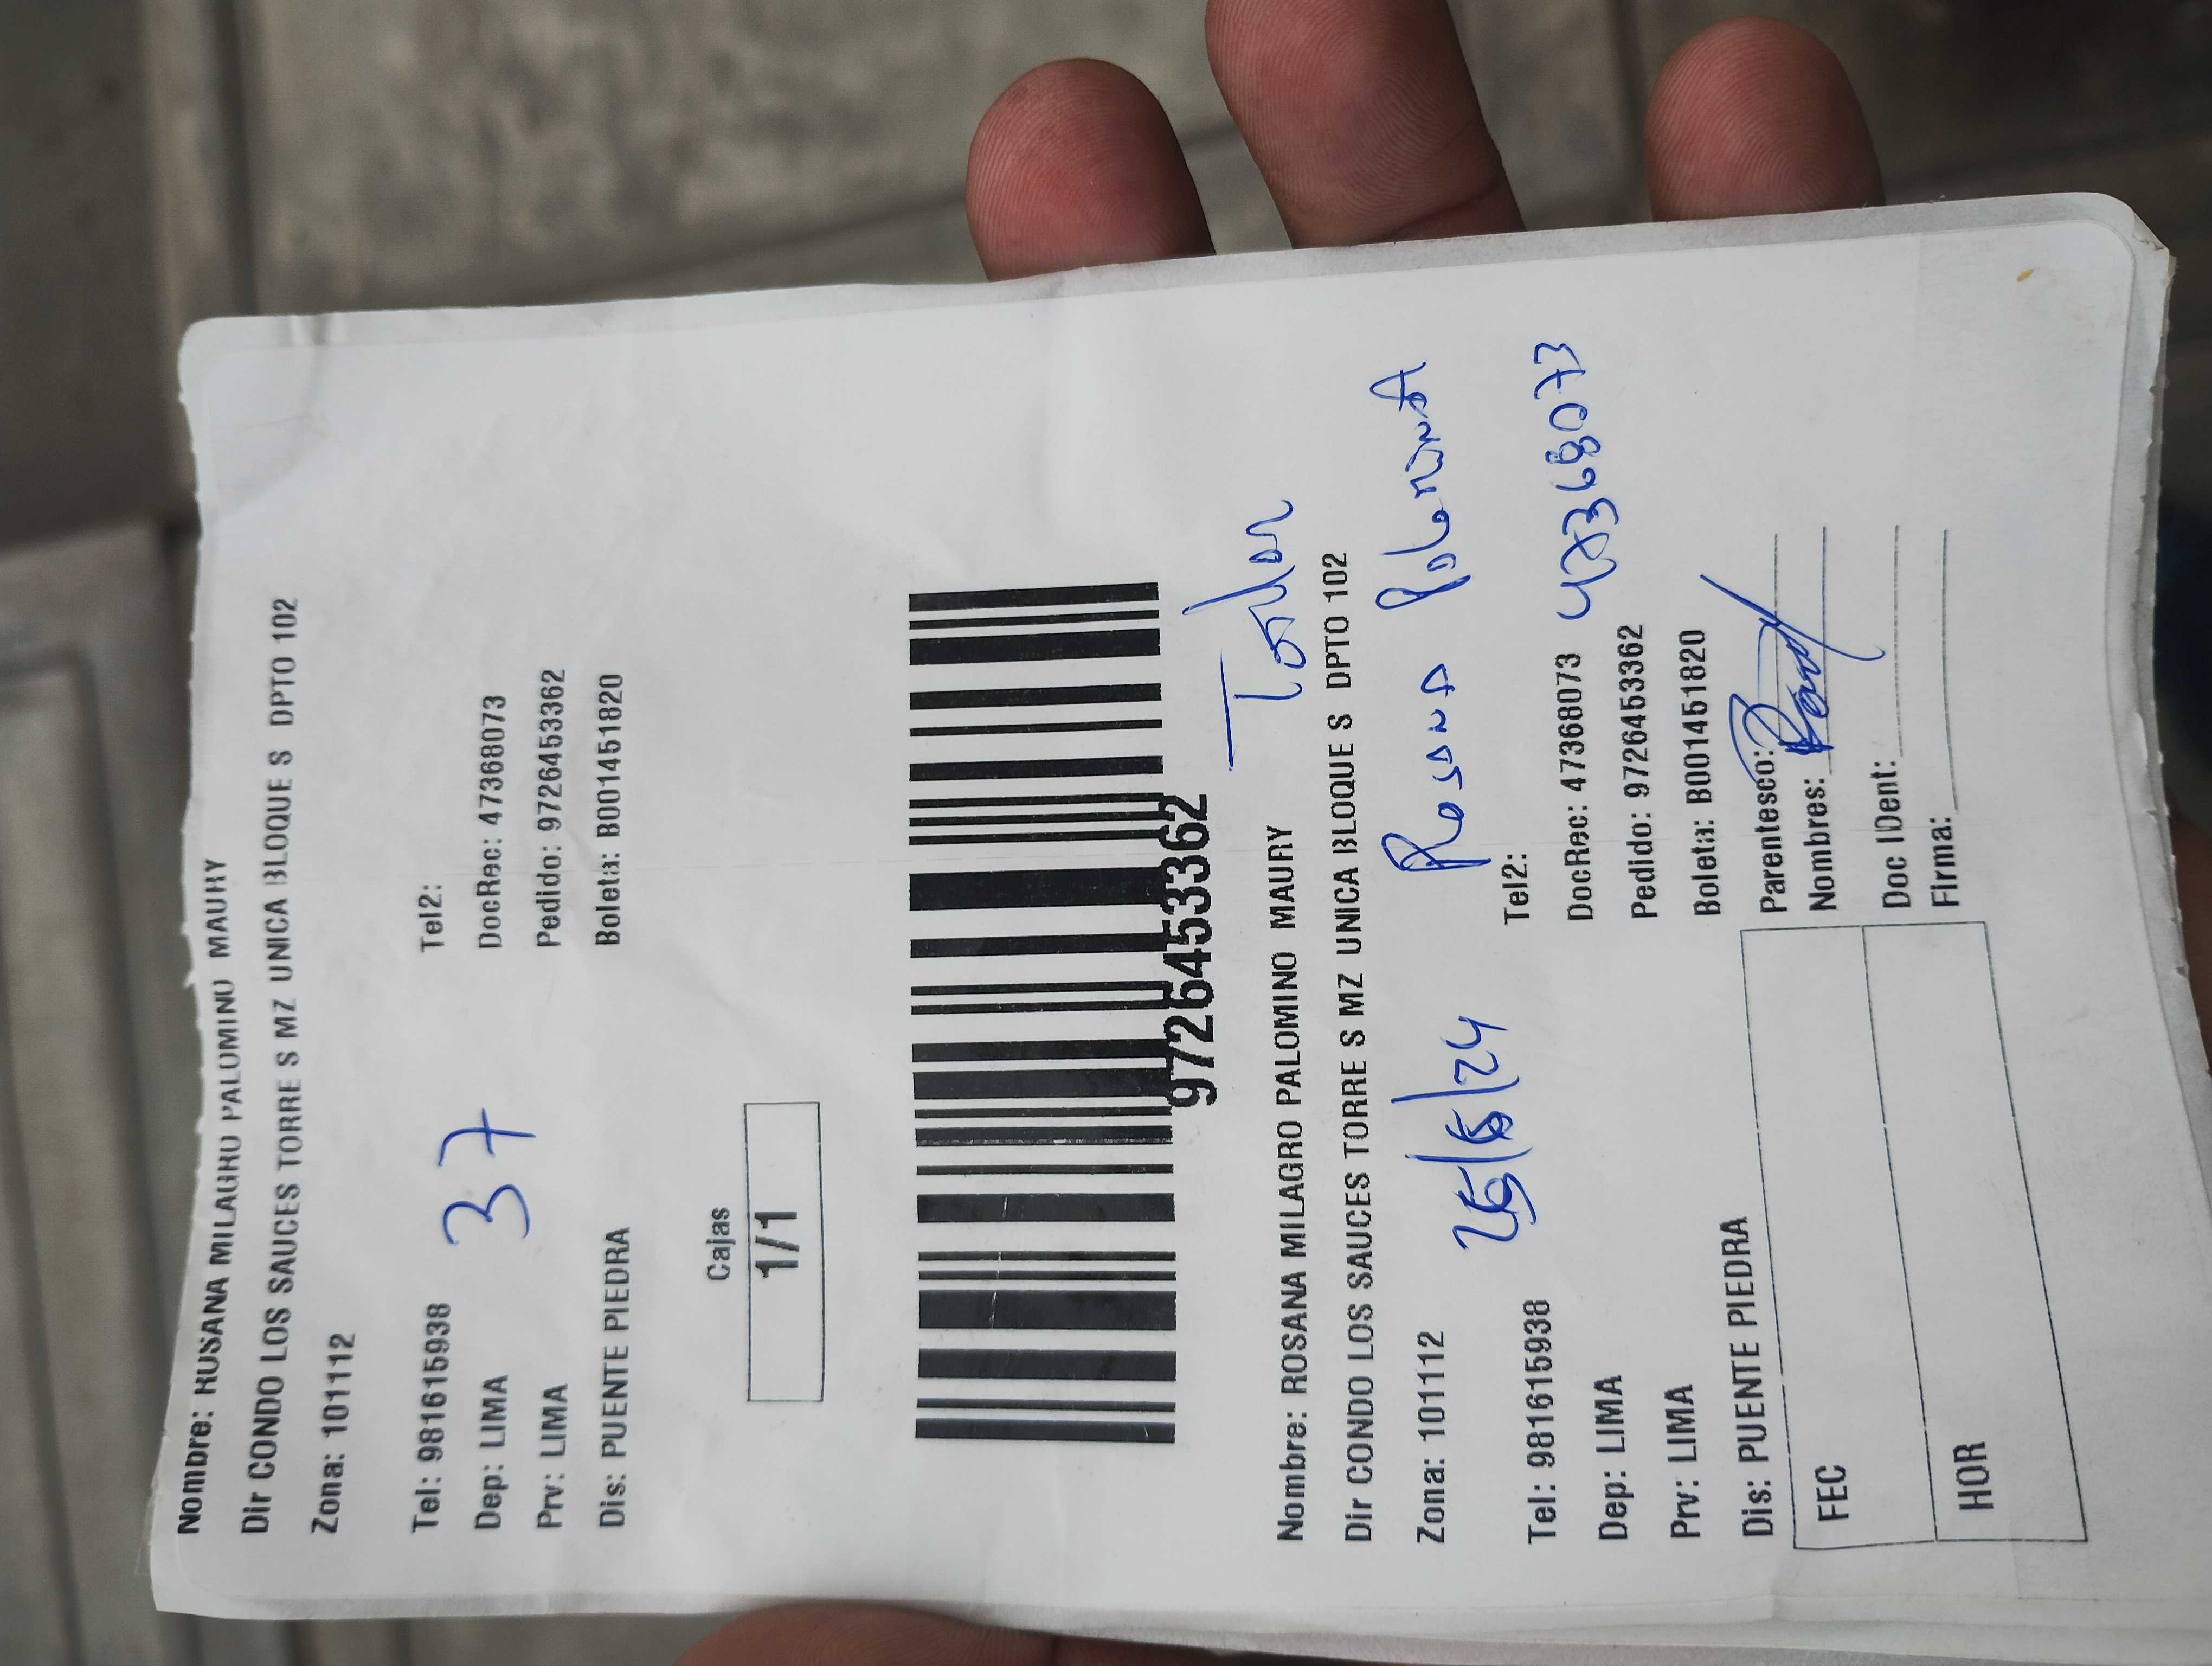 Nombre: ROSANA MILAGRO PALOMINO MAURY
Dir CONDO LOS SAUCES TORRE S MZ UNICA BLOQUE S DPTO 102
Zona: 101112
Tel: 981615938 Tel2:
37
Dep: LIMA DocRec: 47368073
Prv: LIMA Pedido: 9726453362
Dis: PUENTE PIEDRA Boleta: B001451820
Cajas
1/1
9726453362
Nombre: ROSANA MILAGRO PALOMINO MAURY
Dir CONDO LOS SAUCES TORRE S MZ UNICA BLOQUE S DPTO 102
Zona: 101112 Rosana
Tel: 981615938 Tel2:
Dep: LIMA DocRec: 47368073 47368073
Prv: LIMA Pedido: 9726453362
Dis: PUENTE PIEDRA Boleta: B001451820
Parentesco:
FEC Nombres:
Doc IDent:
HOR Firma: